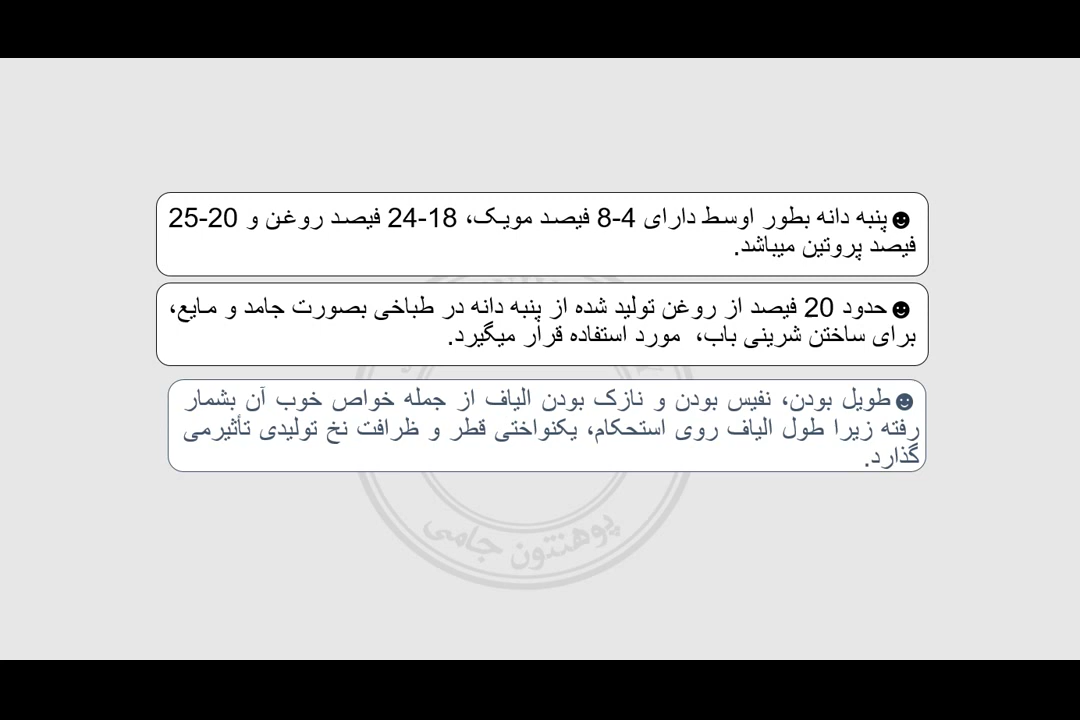 ☻پنبه دانه بطور اوسط دارای 4-8 فیصد مویک، 18-24 فیصد روغن و 20-25
فیصد پروتین میباشد.
☻حدود 20 فیصد از روغن تولید شده از پنبه دانه در طباخی بصورت جامد و مایع،
برای ساختن شرینی باب، مورد استفاده قرار میگیرد.
☻طویل بودن، نفیس بودن و نازک بودن الیاف از جمله خواص خوب آن بشمار
رفته زیرا طول الیاف روی استحکام، یکنواختی قطر و ظرافت نخ تولیدی تأثیرمی
گذارد.
پوهنتون جامی